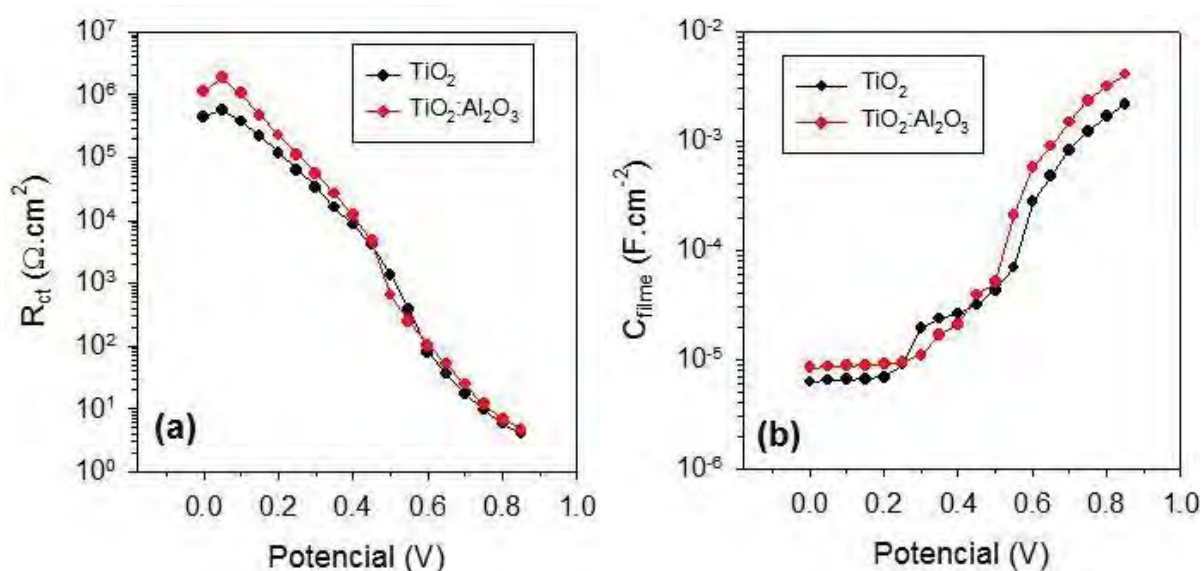 10⁷
10⁶
10⁵
10⁴
10³
10²
10¹
10⁰
R_ct (Ω.cm²)
TiO₂
TiO₂:Al₂O₃
(a)
0.0 0.2 0.4 0.6 0.8 1.0
Potencial (V)
10⁻²
10⁻³
10⁻⁴
10⁻⁵
10⁻⁶
C_filme (F.cm⁻²)
TiO₂
TiO₂:Al₂O₃
(b)
0.0 0.2 0.4 0.6 0.8 1.0
Potencial (V)